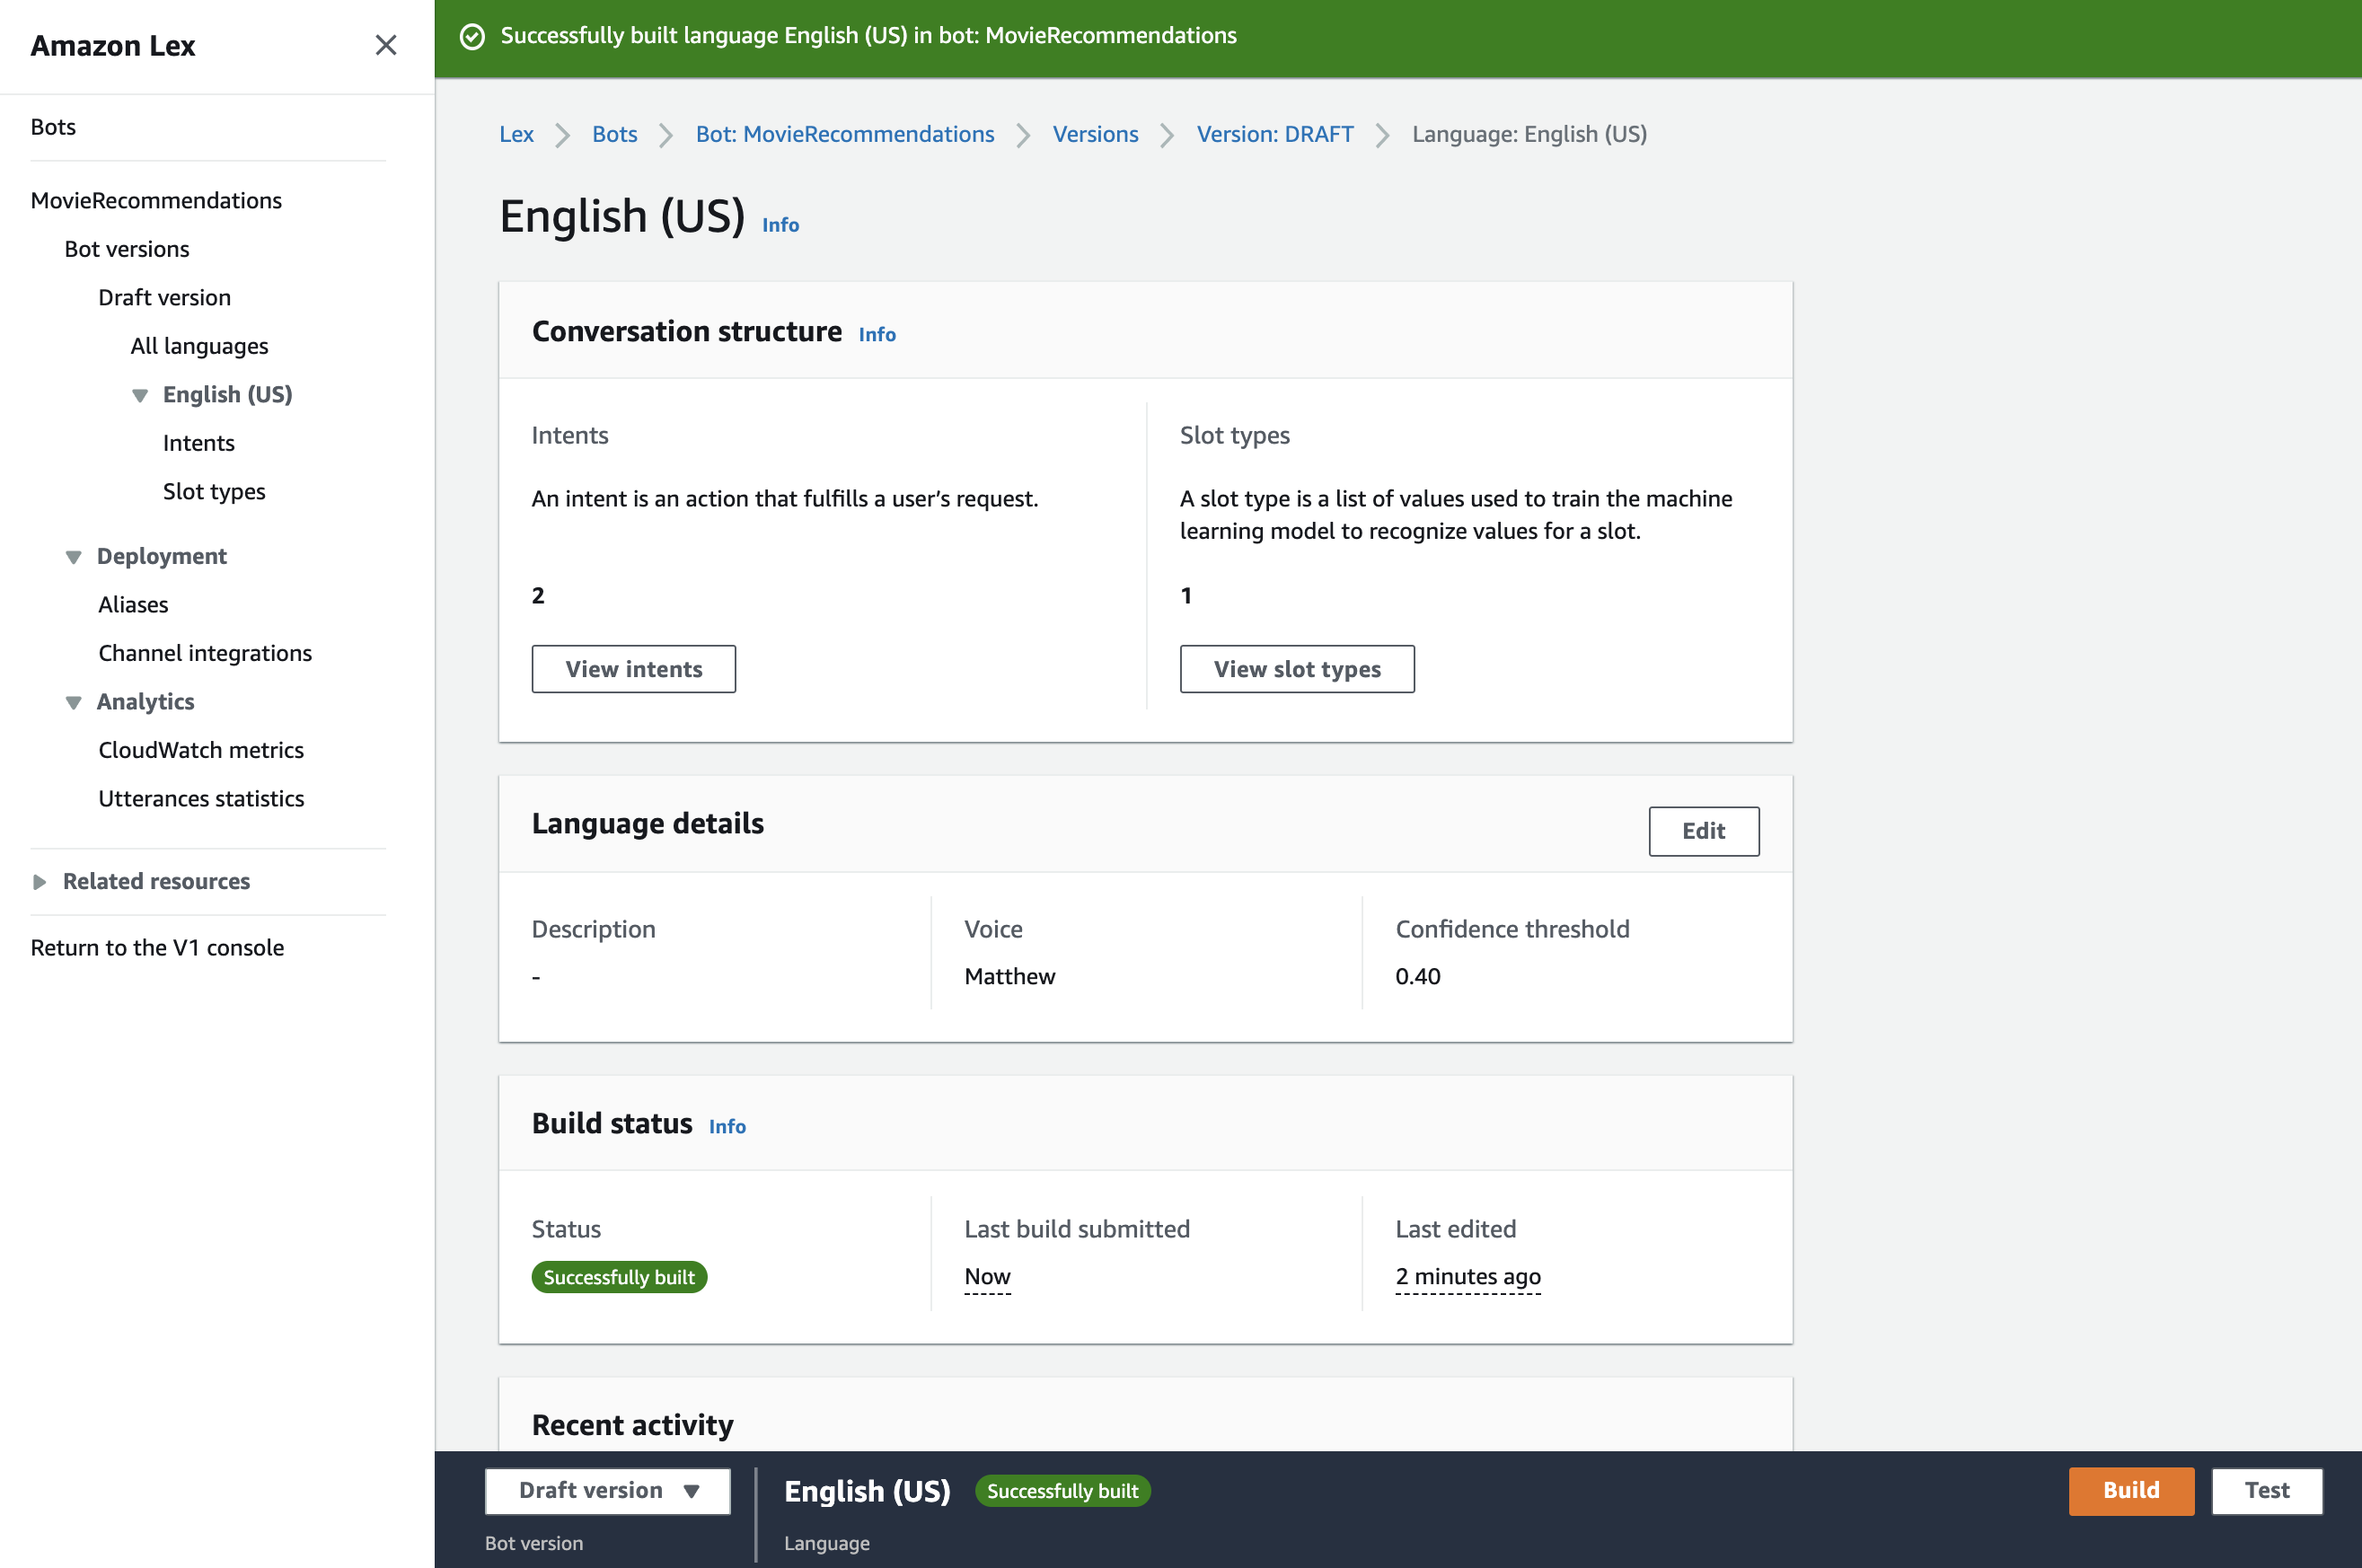 Amazon Lex
Successfully built language English (US) in bot: MovieRecommendations
Bots
MovieRecommendations
Bot versions
Draft version
All languages
English (US)
Intents
Slot types
Deployment
Aliases
Channel integrations
Analytics
CloudWatch metrics
Utterances statistics
Related resources
Return to the V1 console
Lex
Bots
Bot: MovieRecommendations
Versions
Version: DRAFT
Language: English (US)
English (US) Info
Conversation structure Info
Intents
An intent is an action that fulfills a user’s request.
2
View intents
Slot types
A slot type is a list of values used to train the machine
learning model to recognize values for a slot.
1
View slot types
Language details
Edit
Description
-
Voice
Matthew
Confidence threshold
0.40
Build status Info
Status
Successfully built
Last build submitted
Now
Last edited
2 minutes ago
Recent activity
Draft version
Bot version
English (US) Successfully built
Language
Build
Test